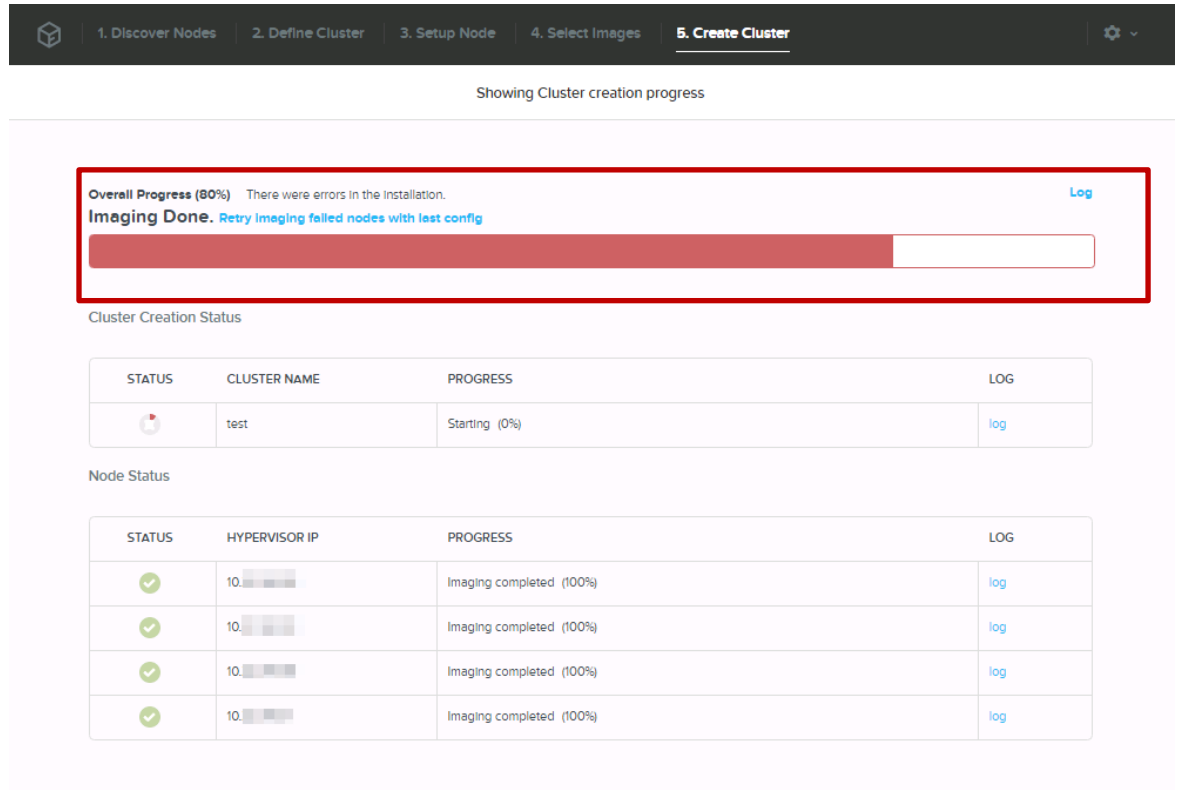 1. Discover Nodes 2. Define Cluster 3. Setup Node 4. Select Images 5. Create Cluster
Showing Cluster creation progress
Overall Progress (80%) There were errors in the installation. Log
Imaging Done. Retry imaging failed nodes with last config
Cluster Creation Status
STATUS CLUSTER NAME PROGRESS LOG
test Starting (0%) log
Node Status
STATUS HYPERVISOR IP PROGRESS LOG
10. Imaging completed (100%) log
10. Imaging completed (100%) log
10. Imaging completed (100%) log
10. Imaging completed (100%) log